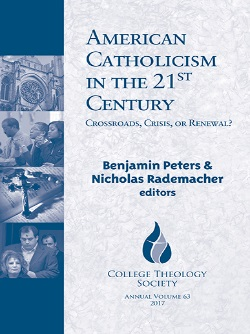 AMERICAN
CATHOLICISM
IN THE 21ST
CENTURY
CROSSROADS, CRISIS, OR RENEWAL?
Benjamin Peters &
Nicholas Rademacher
editors
COLLEGE THEOLOGY
SOCIETY
ANNUAL VOLUME 63
2017